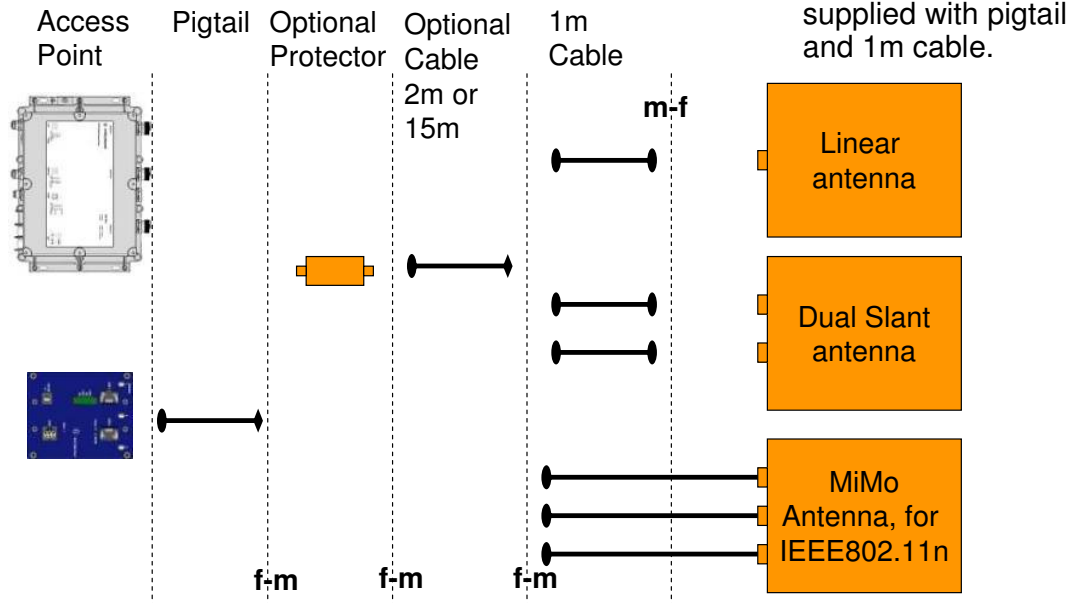 Access
Point
Pigtail
Optional
Protector
Optional
Cable
2m or
15m
1m
Cable
supplied with pigtail
and 1m cable.
m-f
Linear
antenna
Dual Slant
antenna
MiMo
Antenna, for
IEEE802.11n
f-m
f-m
f-m